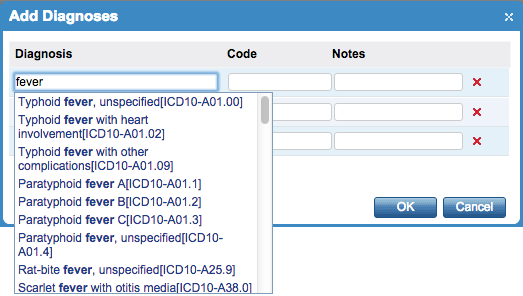 Add Diagnoses
Diagnosis Code Notes
fever
Typhoid fever, unspecified[ICD10-A01.00]
Typhoid fever with heart
involvement[ICD10-A01.02]
Typhoid fever with other
complications[ICD10-A01.09]
Paratyphoid fever A[ICD10-A01.1]
Paratyphoid fever B[ICD10-A01.2]
Paratyphoid fever C[ICD10-A01.3]
Paratyphoid fever, unspecified[ICD10-
A01.4]
Rat-bite fever, unspecified[ICD10-A25.9]
Scarlet fever with otitis media[ICD10-A38.0]
OK Cancel